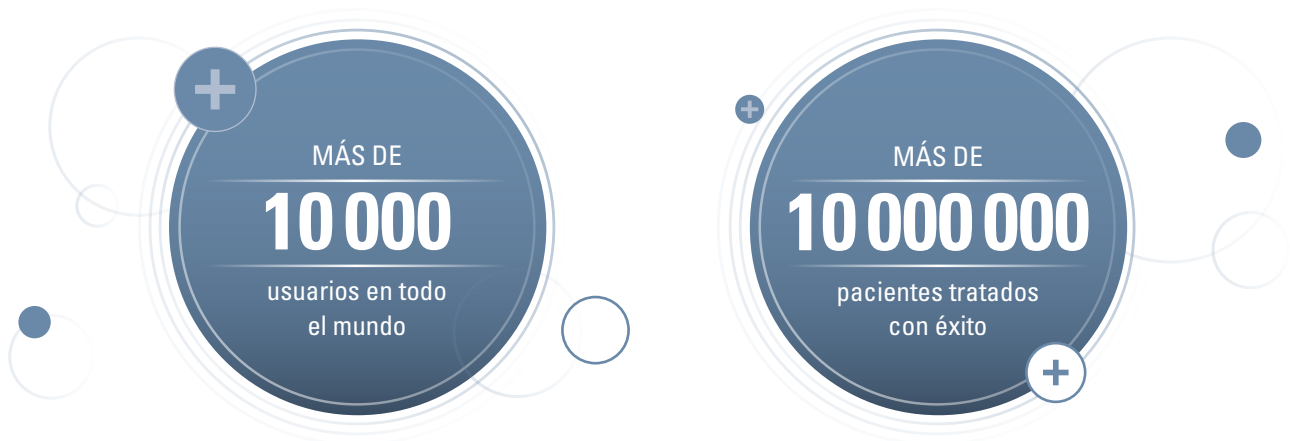 MÁS DE
10 000
usuarios en todo
el mundo
MÁS DE
10 000 000
pacientes tratados
con éxito